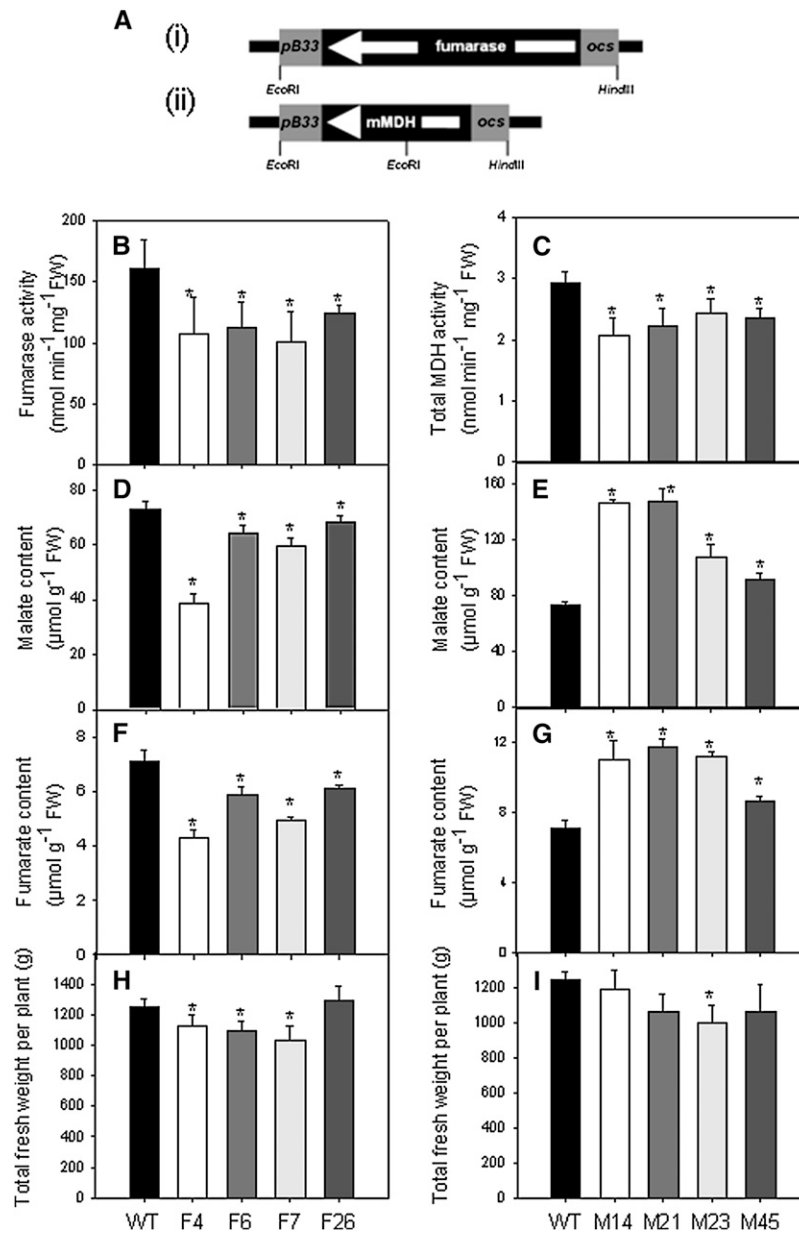 A
(i)
pB33 fumarase ocs
EcoRI HindIII
(ii)
pB33 mMDH ocs
EcoRI EcoRI HindIII
B
Fumarase activity
(nmol min-1 mg-1 FW)
200
150
100
50
0
* * * *
C
Total MDH activity
(nmol min-1 mg-1 FW)
4
3
2
1
0
* * * *
D
Malate content
(µmol g-1 FW)
80
60
40
20
0
* * * *
E
Malate content
(µmol g-1 FW)
160
120
80
40
0
* * * *
F
Fumarate content
(µmol g-1 FW)
8
6
4
2
0
* * * *
G
Fumarate content
(µmol g-1 FW)
12
8
4
0
* * * *
H
Total fresh weight per plant (g)
1400
1200
1000
800
600
400
200
0
* * *
WT F4 F6 F7 F26
I
Total fresh weight per plant (g)
1200
1000
800
600
400
200
0
*
WT M14 M21 M23 M45